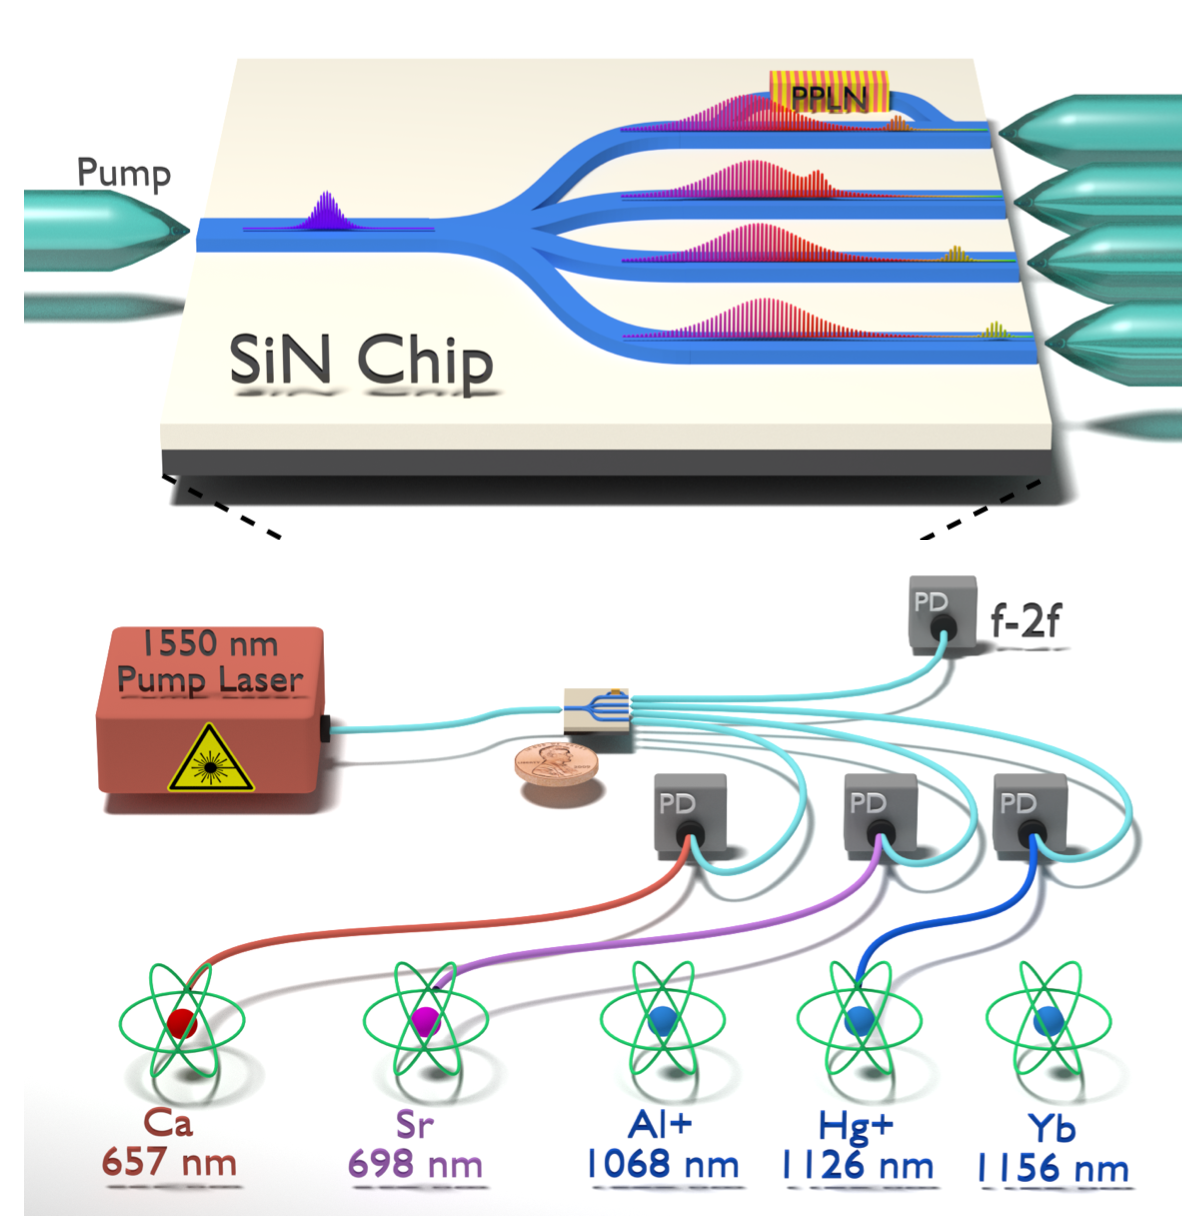 PPLN
Pump
SiN Chip
PD
f-2f
1550 nm
Pump Laser
PD
PD
PD
Ca
657 nm
Sr
698 nm
Al+
1068 nm
Hg+
1126 nm
Yb
1156 nm